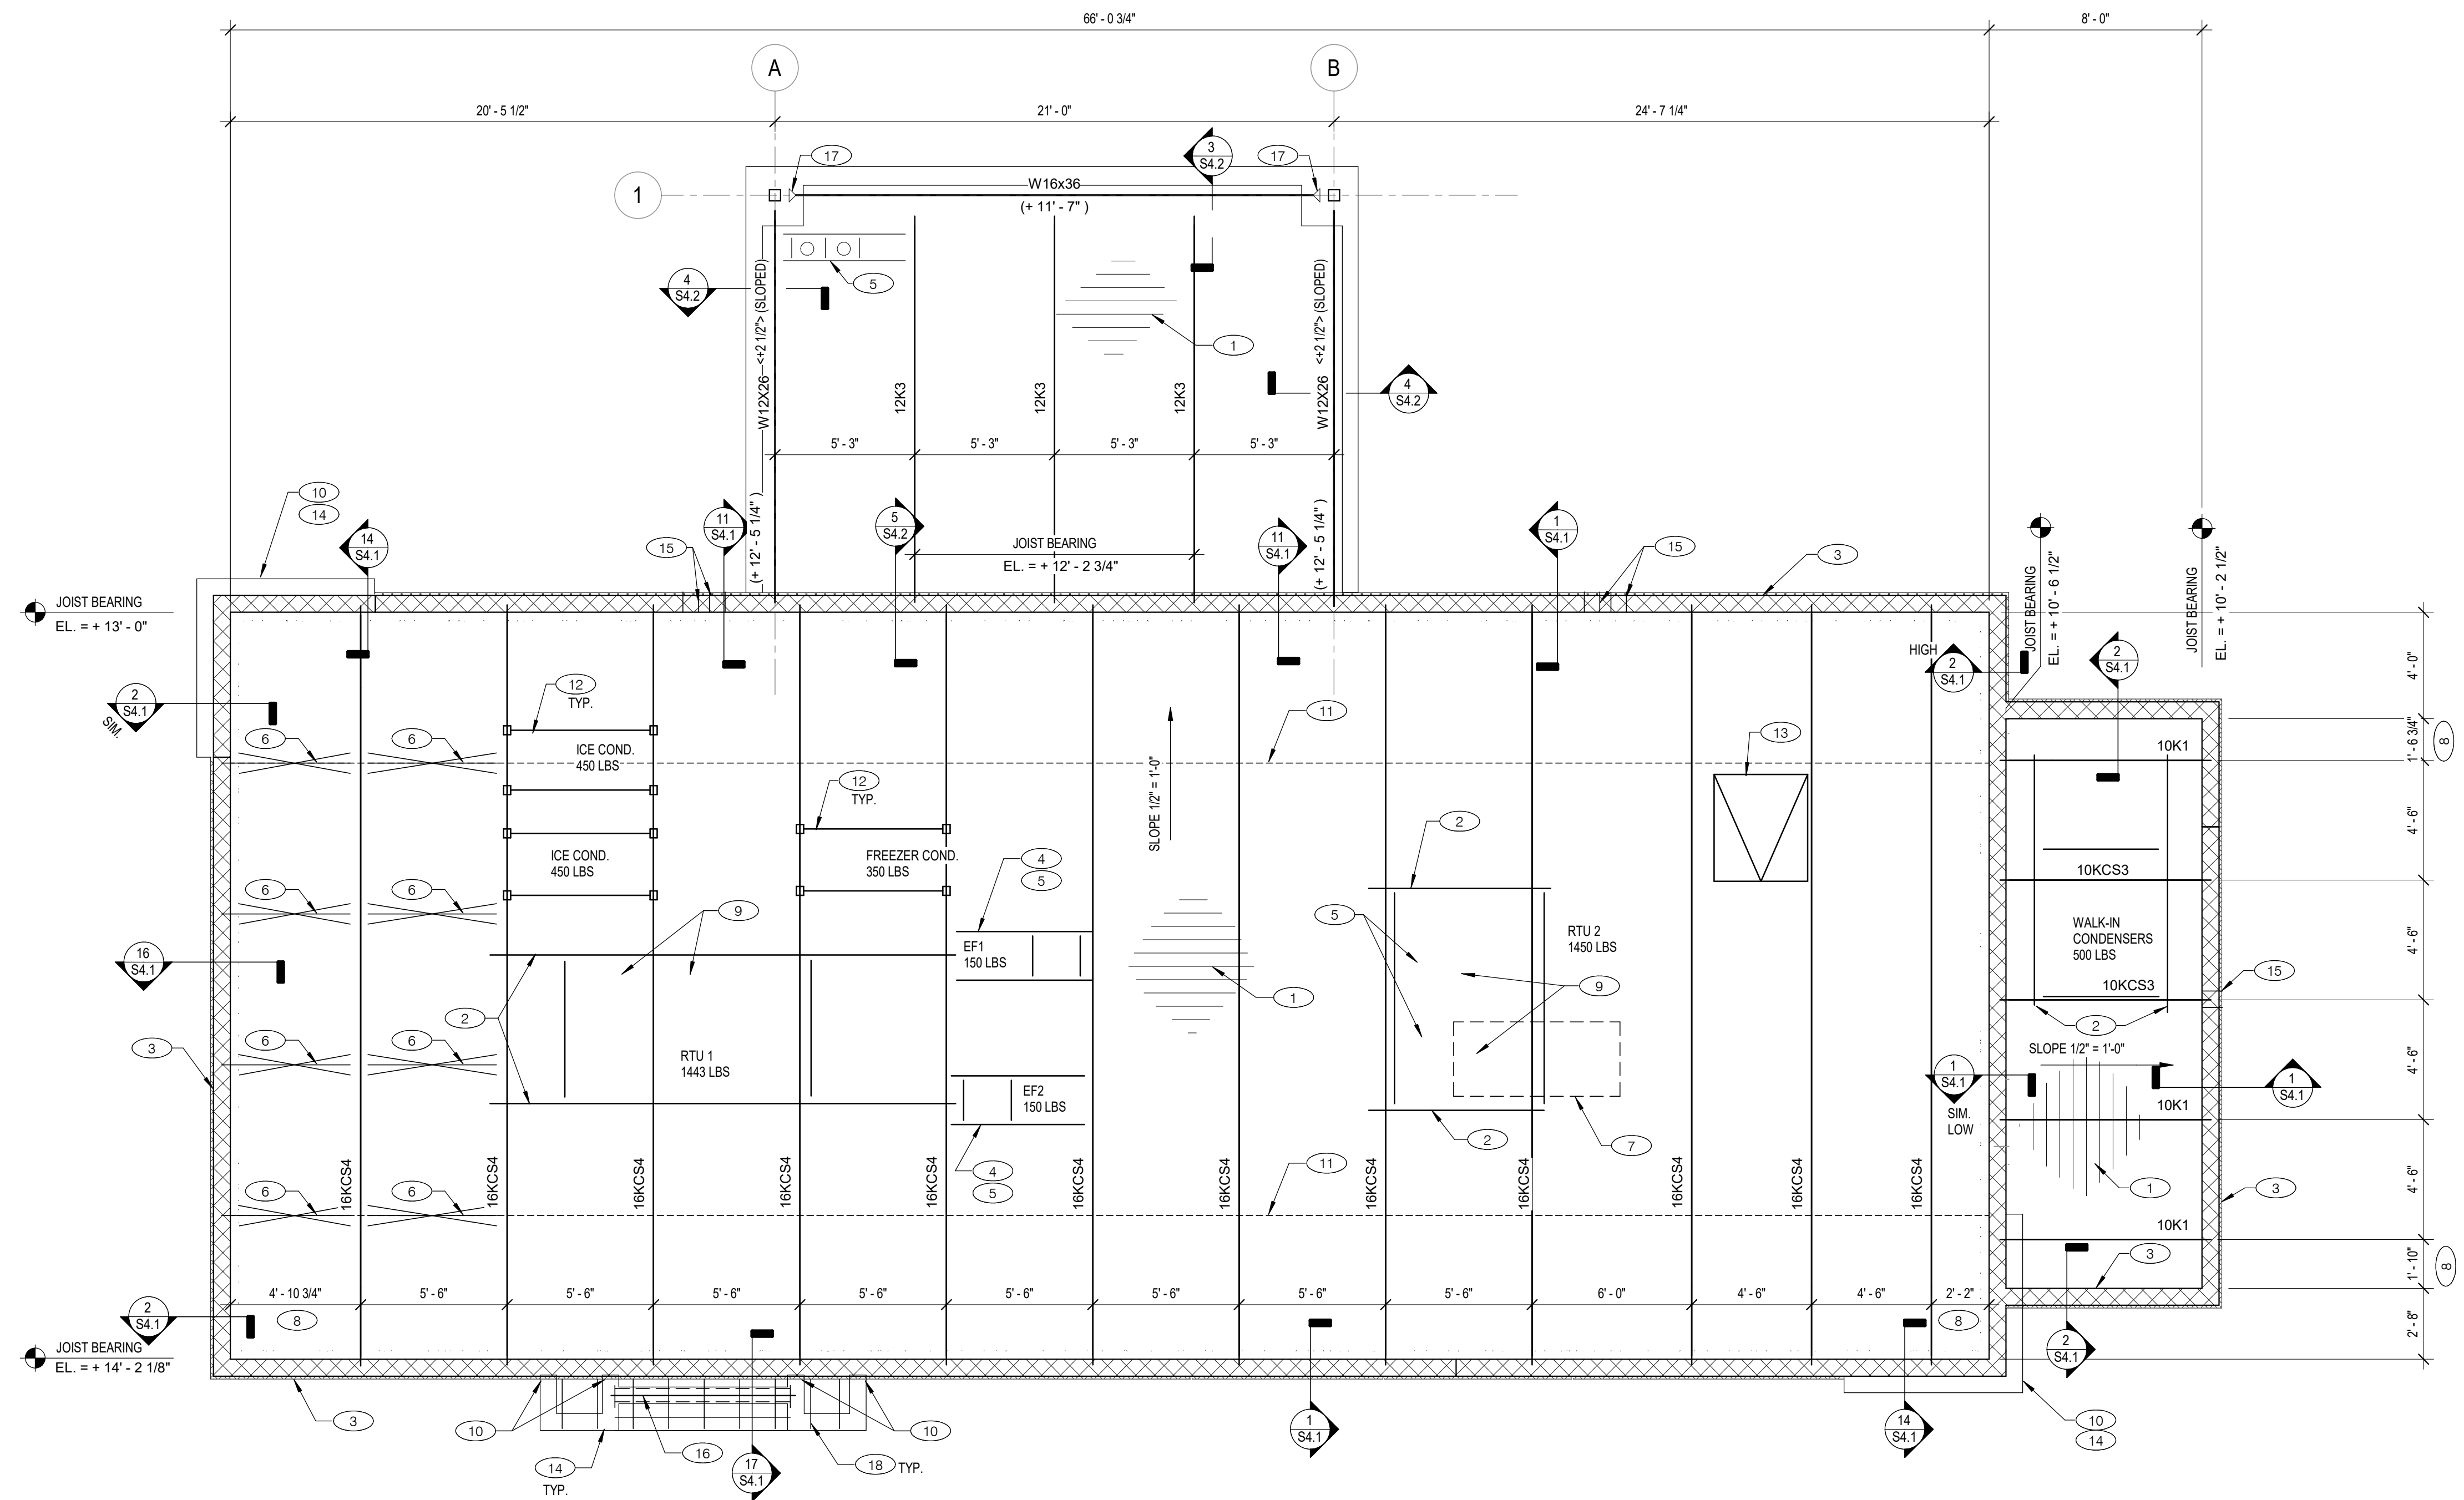 66' - 0 3/4"
8' - 0"
A
B
20' - 5 1/2"
21' - 0"
24' - 7 1/4"
17
3
S4.2
17
1
W16x36
(+ 11' - 7" )
4
S4.2
5
W12X26 <+2 1/2"> (SLOPED)
W12X26 <+2 1/2"> (SLOPED)
1
12K3
12K3
12K3
4
S4.2
5' - 3"
5' - 3"
5' - 3"
5' - 3"
(+ 12' - 5 1/4" )
(+ 12' - 5 1/4" )
10
14
14
S4.1
15
11
S4.1
5
S4.2
JOIST BEARING
EL. = + 12' - 2 3/4"
11
S4.1
1
S4.1
15
3
JOIST BEARING
EL. = + 10' - 6 1/2"
JOIST BEARING
EL. = + 10' - 2 1/2"
JOIST BEARING
EL. = + 13' - 0"
HIGH
2
S4.1
2
S4.1
4' - 0"
2
S4.1
SIM.
12
TYP.
11
6
6
ICE COND.
450 LBS
SLOPE 1/2" = 1'-0"
13
10K1
1' - 6 3/4"
8
12
TYP.
2
4' - 6"
ICE COND.
450 LBS
FREEZER COND.
350 LBS
4
5
10KCS3
6
6
9
5
RTU 2
1450 LBS
WALK-IN
CONDENSERS
500 LBS
4' - 6"
16
S4.1
EF1
150 LBS
9
1
10KCS3
15
2
2
3
6
6
RTU 1
1443 LBS
SLOPE 1/2" = 1'-0"
4' - 6"
1
S4.1
SIM.
LOW
1
S4.1
EF2
150 LBS
10K1
2
7
16KCS4
16KCS4
16KCS4
16KCS4
16KCS4
16KCS4
16KCS4
16KCS4
16KCS4
16KCS4
16KCS4
16KCS4
4
5
11
6
6
1
3
4' - 6"
10K1
3
1' - 10"
8
4' - 10 3/4"
5' - 6"
5' - 6"
5' - 6"
5' - 6"
5' - 6"
5' - 6"
5' - 6"
5' - 6"
6' - 0"
4' - 6"
4' - 6"
2' - 2"
2
S4.1
8
8
2' - 8"
2
S4.1
JOIST BEARING
EL. = + 14' - 2 1/8"
3
10
16
10
14
TYP.
17
S4.1
18
TYP.
1
S4.1
14
S4.1
10
14